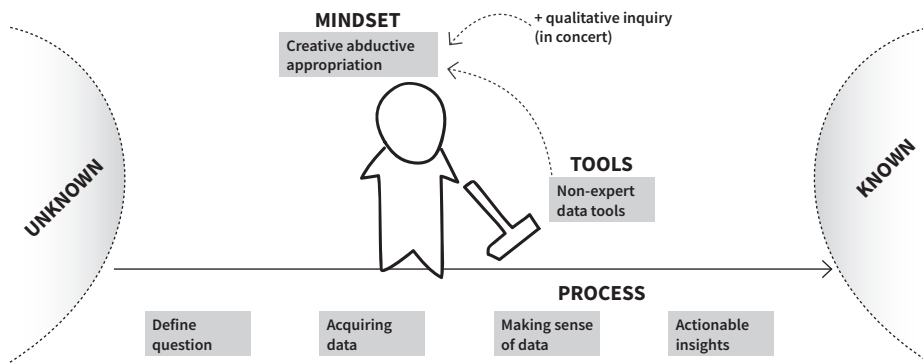 MINDSET
Creative abductive
appropriation
+ qualitative inquiry
(in concert)
UNKNOWN
TOOLS
Non-expert
data tools
KNOWN
PROCESS
Define
question
Acquiring
data
Making sense
of data
Actionable
insights